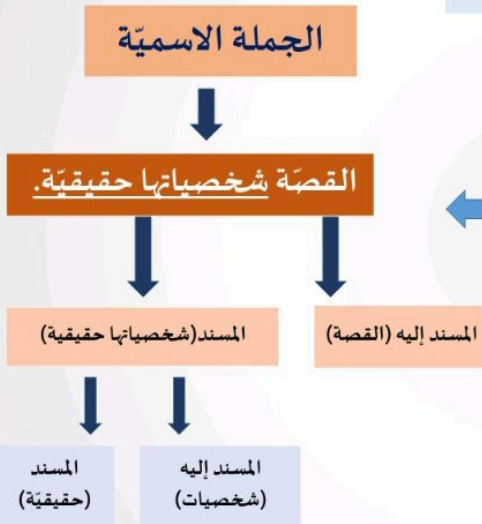 الجملة الاسميّة
القصّة شخصياتها حقيقيّة.
المسند إليه (القصة)
المسند(شخصياتها حقيقية)
المسند إليه
(شخصيات)
المسند
(حقيقيّة)